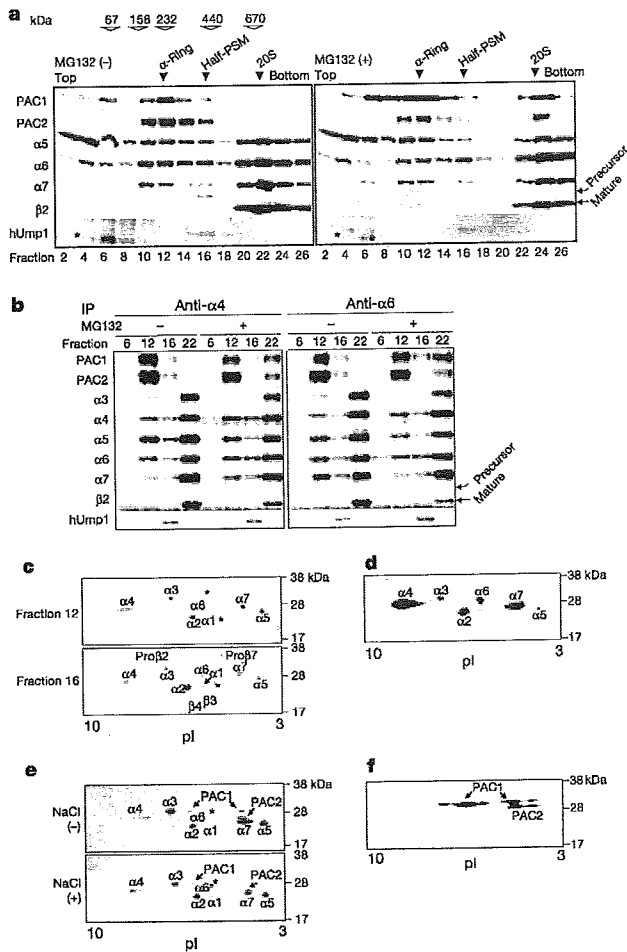 a kDa 67 158 232 440 670
MG132 (-) α-Ring Half-PSM 20S MG132 (+) α-Ring Half-PSM 20S
Top Bottom Top Bottom
PAC1
PAC2
α5
α6
α7 Precursor
β2 Mature
hUmp1 * * * *
Fraction 2 4 6 8 10 12 14 16 18 20 22 24 26 2 4 6 8 10 12 14 16 18 20 22 24 26
b IP Anti-α4 Anti-α6
MG132 − + − +
Fraction 6 12 16 22 6 12 16 22 6 12 16 22 6 12 16 22
PAC1
PAC2
α3
α4
α5
α6
α7 Precursor
β2 Mature
hUmp1
c d
38 kDa 38 kDa
Fraction 12 α4 α3 α6 α7 α2 α1 α5 28 17
α4 α3 α6 α7 α2 α5 28 17
10 pI 3
38
Fraction 16 Proβ2 Proβ7 α4 α3 α6 α1 α7 α2 α5 β4 β3 28 17
10 pI 3
e f
38 kDa
NaCl (-) α4 α3 PAC1 PAC2 α6 α2 α1 α7 α5 28 17
38 kDa
PAC1 PAC2 28 17
10 pI 3
38
NaCl (+) α4 α3 PAC1 PAC2 α6 α2 α1 α7 α5 28 17
10 pI 3